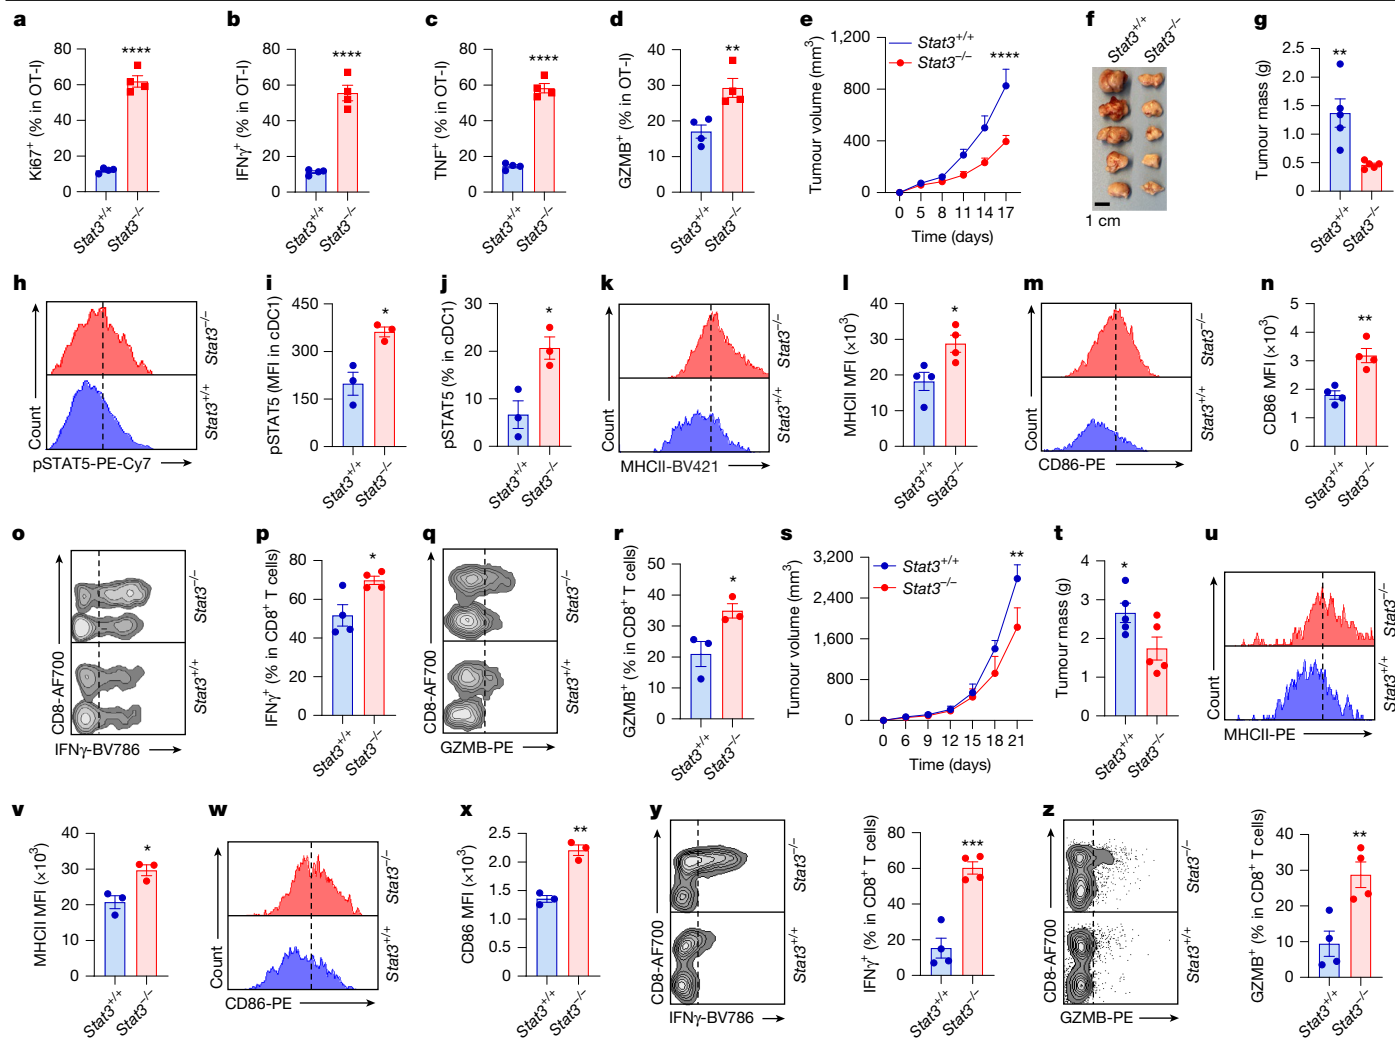 a
Ki67+ (% in OT-I)
80
60
40
20
0
****
Stat3+/+
Stat3−/−
b
IFNγ+ (% in OT-I)
80
60
40
20
0
****
Stat3+/+
Stat3−/−
c
TNF+ (% in OT-I)
80
60
40
20
0
****
Stat3+/+
Stat3−/−
d
GZMB+ (% in OT-I)
40
30
20
10
0
**
Stat3+/+
Stat3−/−
e
Tumour volume (mm3)
1,200
800
400
0
Stat3+/+
Stat3−/−
****
0 5 8 11 14 17
Time (days)
f
Stat3+/+
Stat3−/−
1 cm
g
Tumour mass (g)
2.5
2.0
1.5
1.0
0.5
0
**
Stat3+/+
Stat3−/−
h
Count
Stat3−/−
Stat3+/+
pSTAT5-PE-Cy7
i
pSTAT5 (MFI in cDC1)
450
300
150
0
*
Stat3+/+
Stat3−/−
j
pSTAT5 (% in cDC1)
30
20
10
0
*
Stat3+/+
Stat3−/−
k
Count
Stat3−/−
Stat3+/+
MHCII-BV421
l
MHCII MFI (×103)
40
30
20
10
0
*
Stat3+/+
Stat3−/−
m
Count
Stat3−/−
Stat3+/+
CD86-PE
n
CD86 MFI (×103)
5
4
3
2
1
0
**
Stat3+/+
Stat3−/−
o
CD8-AF700
Stat3−/−
Stat3+/+
IFNγ-BV786
p
IFNγ+ (% in CD8+ T cells)
80
60
40
20
0
*
Stat3+/+
Stat3−/−
q
CD8-AF700
Stat3−/−
Stat3+/+
GZMB-PE
r
GZMB+ (% in CD8+ T cells)
50
40
30
20
10
0
*
Stat3+/+
Stat3−/−
s
Tumour volume (mm3)
3,200
2,400
1,600
800
0
Stat3+/+
Stat3−/−
**
0 6 9 12 15 18 21
Time (days)
t
Tumour mass (g)
4
3
2
1
0
*
Stat3+/+
Stat3−/−
u
Count
Stat3−/−
Stat3+/+
MHCII-PE
v
MHCII MFI (×103)
40
30
20
10
0
*
Stat3+/+
Stat3−/−
w
Count
Stat3−/−
Stat3+/+
CD86-PE
x
CD86 MFI (×103)
2.5
2.0
1.5
1.0
0.5
0
**
Stat3+/+
Stat3−/−
y
CD8-AF700
Stat3−/−
Stat3+/+
IFNγ-BV786
IFNγ+ (% in CD8+ T cells)
80
60
40
20
0
***
Stat3+/+
Stat3−/−
z
CD8-AF700
Stat3−/−
Stat3+/+
GZMB-PE
GZMB+ (% in CD8+ T cells)
40
30
20
10
0
**
Stat3+/+
Stat3−/−